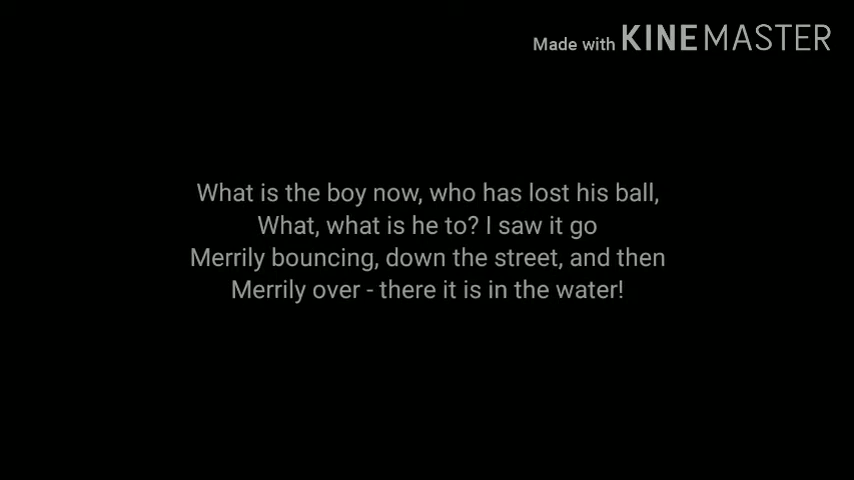 Made with KINEMASTER
What is the boy now, who has lost his ball,
What, what is he to? I saw it go
Merrily bouncing, down the street, and then
Merrily over - there it is in the water!